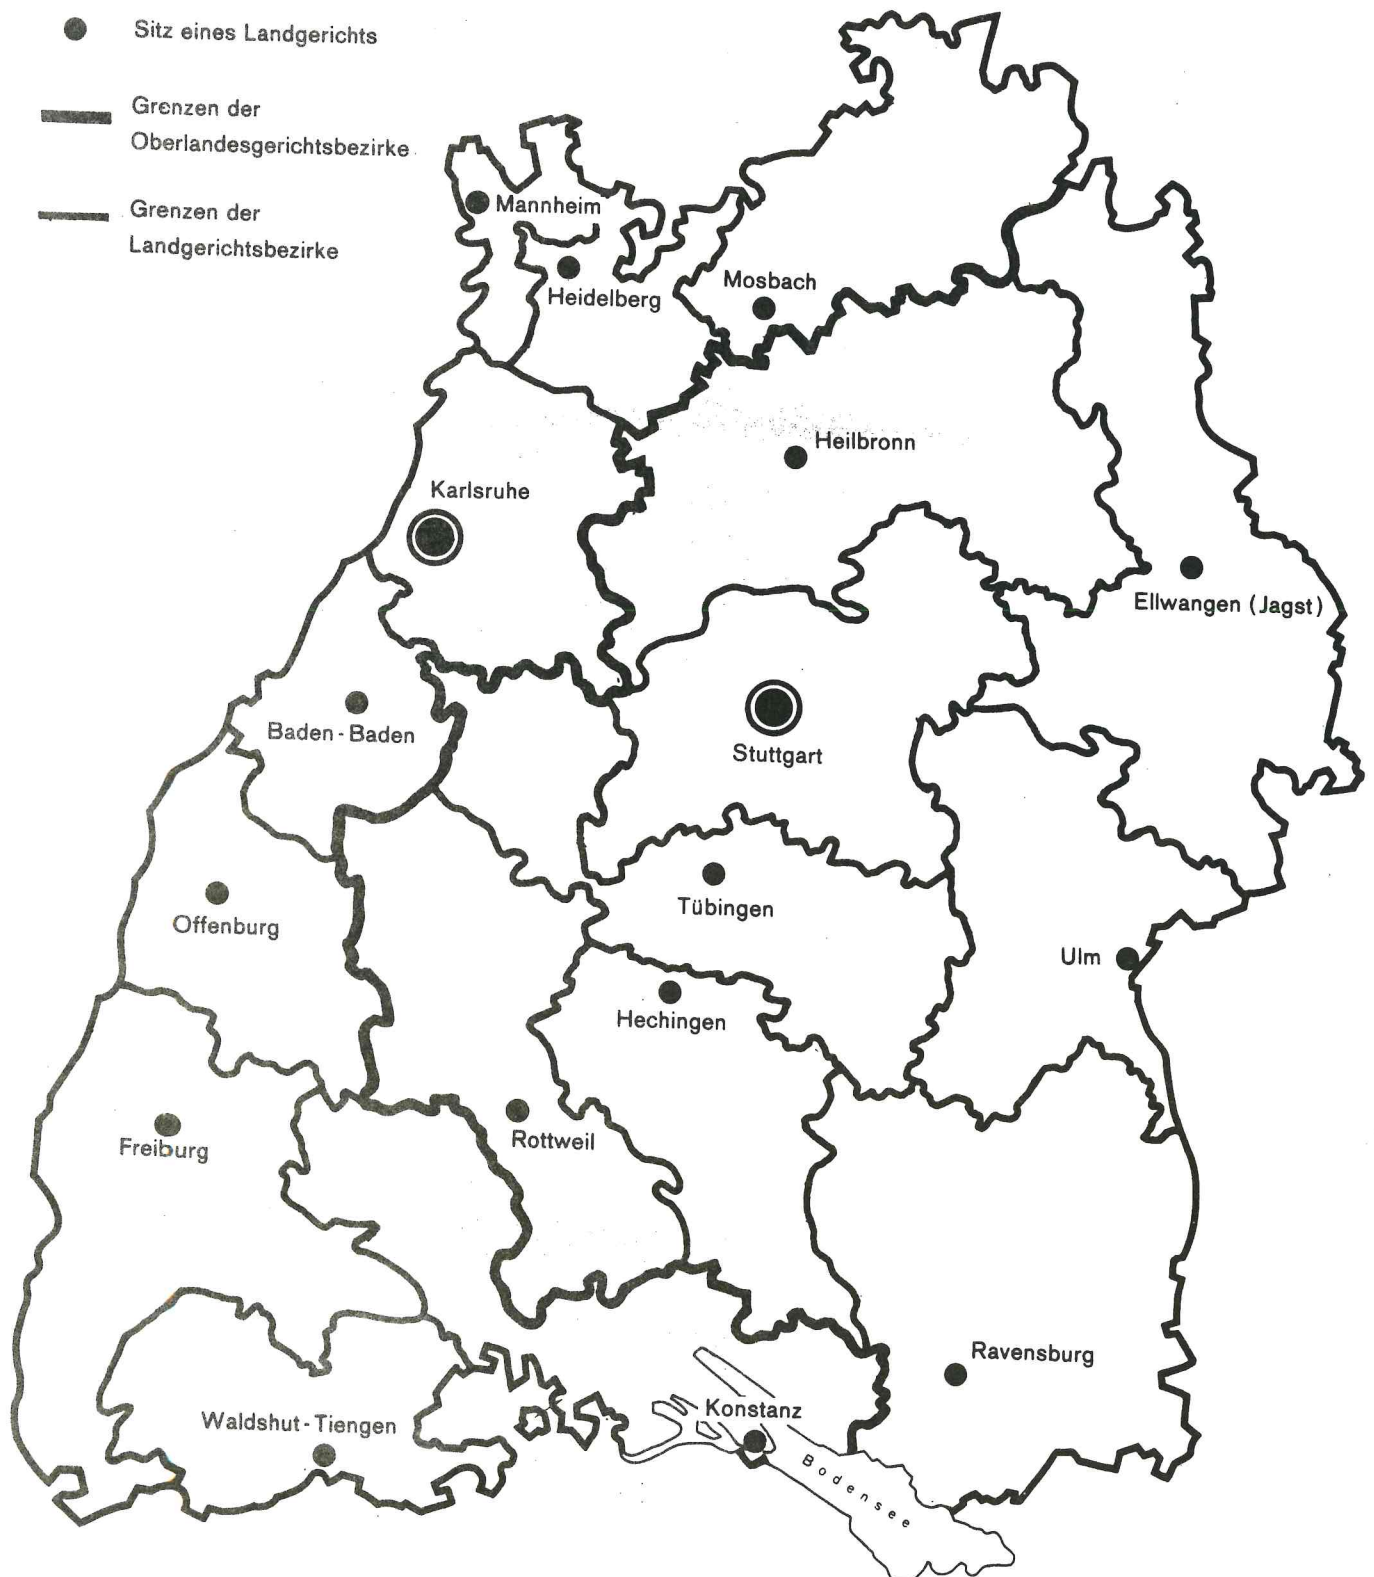 Sitz eines Landgerichts
Grenzen der
Oberlandesgerichtsbezirke
Grenzen der
Landgerichtsbezirke
Mannheim
Heidelberg
Mosbach
Heilbronn
Karlsruhe
Ellwangen (Jagst)
Baden-Baden
Stuttgart
Tübingen
Offenburg
Ulm
Hechingen
Rottweil
Freiburg
Ravensburg
Konstanz
Waldshut-Tiengen
Bodensee